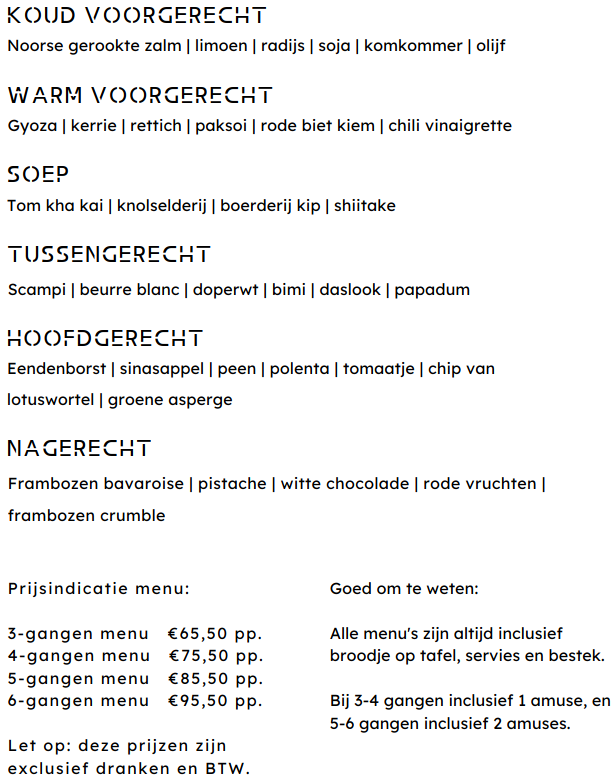 KOUD VOORGERECHT
Noorse gerookte zalm | limoen | radijs | soja | komkommer | olijf
WARM VOORGERECHT
Gyoza | kerrie | rettich | paksoi | rode biet kiem | chili vinaigrette
SOEP
Tom kha kai | knolselderij | boerderij kip | shiitake
TUSSENGERECHT
Scampi | beurre blanc | doperwt | bimi | daslook | papadum
HOOFDGERECHT
Eendenborst | sinasappel | peen | polenta | tomaatje | chip van
lotuswortel | groene asperge
NAGERECHT
Frambozen bavaroise | pistache | witte chocolade | rode vruchten |
frambozen crumble
Prijsindicatie menu:
3-gangen menu €65,50 pp.
4-gangen menu €75,50 pp.
5-gangen menu €85,50 pp.
6-gangen menu €95,50 pp.
Let op: deze prijzen zijn
exclusief dranken en BTW.
Goed om te weten:
Alle menu's zijn altijd inclusief
broodje op tafel, servies en bestek.
Bij 3-4 gangen inclusief 1 amuse, en
5-6 gangen inclusief 2 amuses.